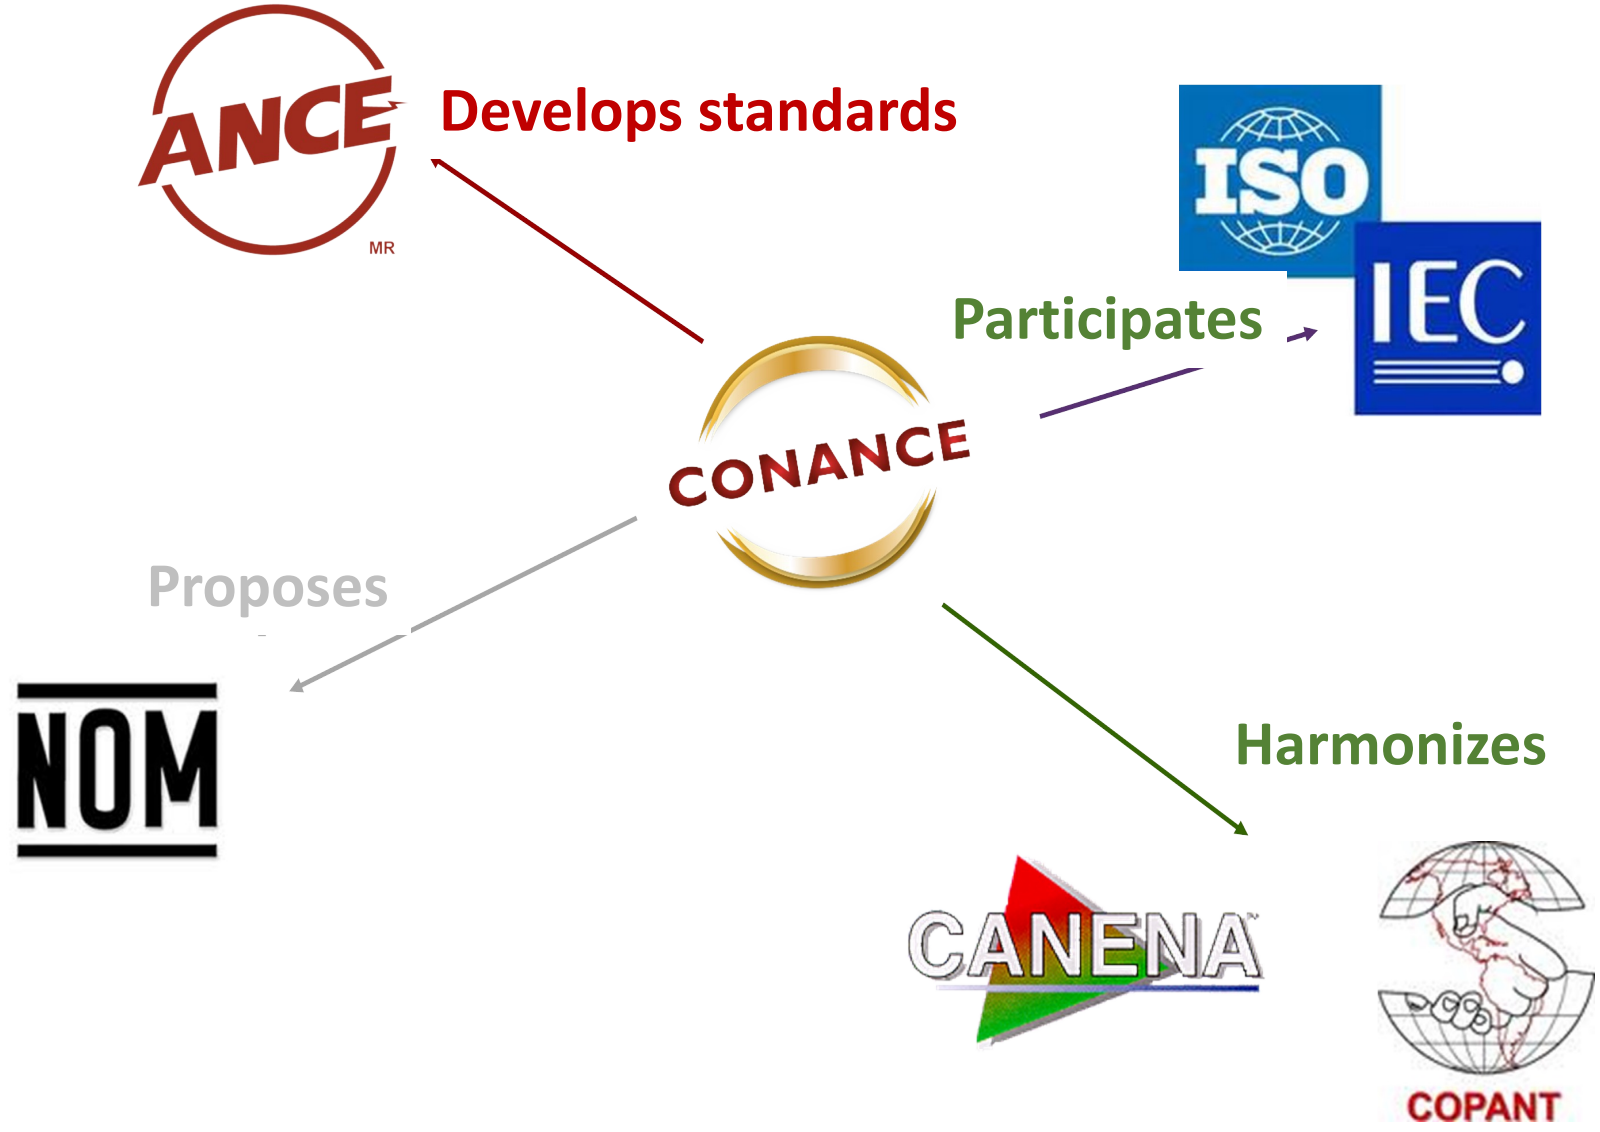 ANCE
MR
Develops standards
ISO
IEC
Participates
CONANCE
Proposes
NOM
Harmonizes
CANENA
COPANT